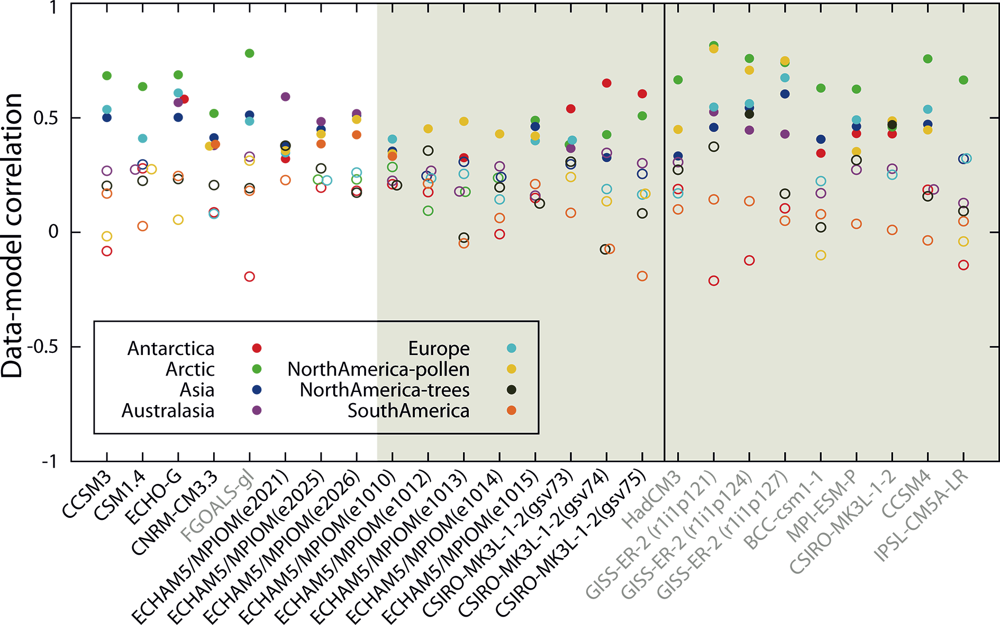 Data-model correlation
1
0.5
0
-0.5
-1
Antarctica
Arctic
Asia
Australasia
Europe
NorthAmerica-pollen
NorthAmerica-trees
SouthAmerica
CCSM3
CSM1.4
ECHO-G
CNRM-CM3.3
FGOALS-gl
ECHAM5/MPIOM(e2021)
ECHAM5/MPIOM(e2025)
ECHAM5/MPIOM(e2026)
ECHAM5/MPIOM(e1010)
ECHAM5/MPIOM(e1012)
ECHAM5/MPIOM(e1013)
ECHAM5/MPIOM(e1014)
ECHAM5/MPIOM(e1015)
CSIRO-MK3L-1-2(gsv73)
CSIRO-MK3L-1-2(gsv74)
CSIRO-MK3L-1-2(gsv75)
HadCM3
GISS-ER-2 (r1i1p121)
GISS-ER-2 (r1i1p124)
GISS-ER-2 (r1i1p127)
BCC-csm1-1
MPI-ESM-P
CSIRO-MK3L-1-2
CCSM4
IPSL-CM5A-LR